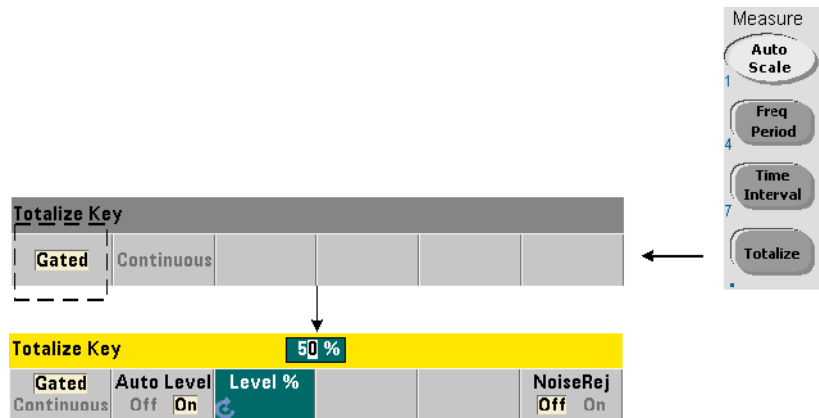 Measure
Auto
Scale
1
Freq
Period
4
Time
Interval
7
Totalize
.
Totalize Key
Gated Continuous
Totalize Key 50 %
Gated Auto Level Level % NoiseRej
Continuous Off On Off On